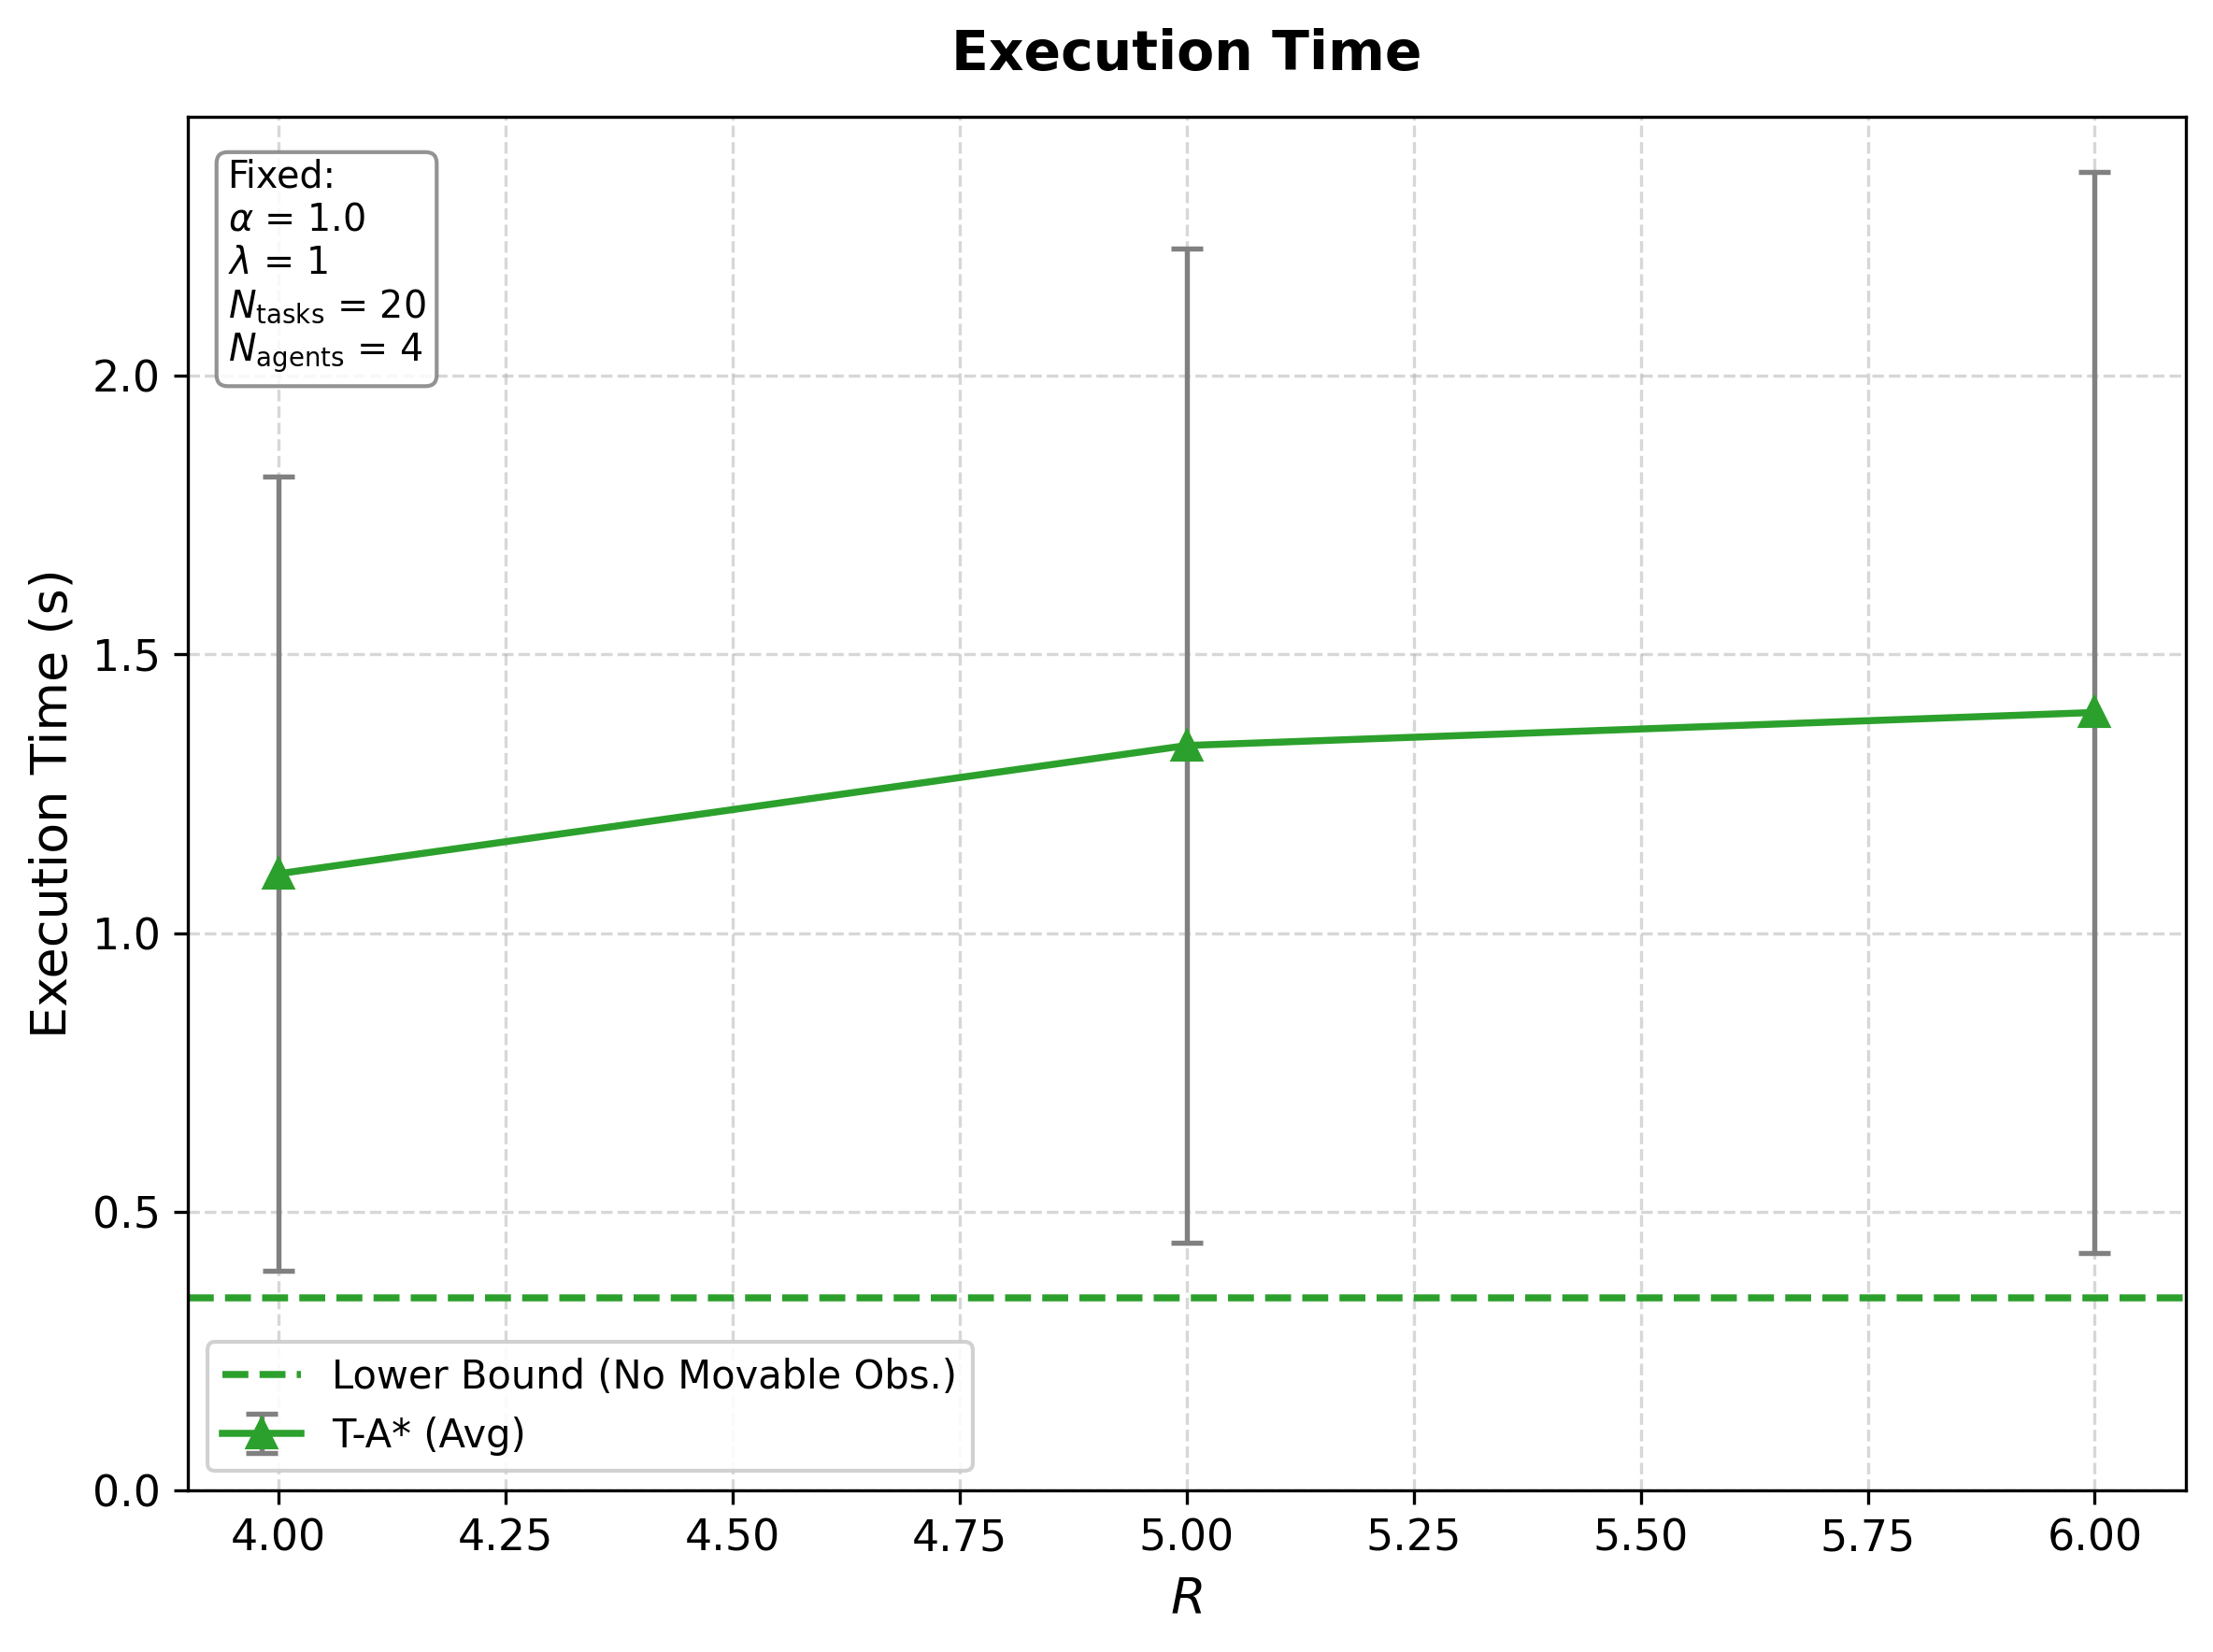 Execution Time
Fixed:
α = 1.0
λ = 1
N_tasks = 20
N_agents = 4
Execution Time (s)
2.0
1.5
1.0
0.5
0.0
Lower Bound (No Movable Obs.)
T-A* (Avg)
4.00 4.25 4.50 4.75 5.00 5.25 5.50 5.75 6.00
R